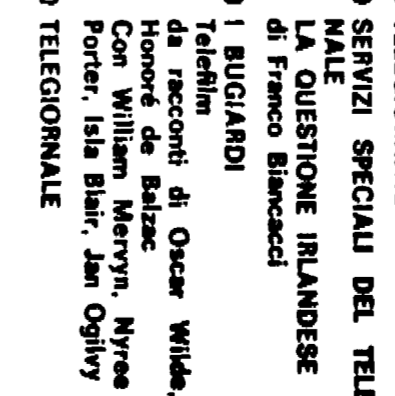 SERVIZI SPECIALI DEL TELE
NALE
LA QUESTIONE IRLANDESE
di Franco Biancacci
I BUGIARDI
Telefilm
da racconti di Oscar Wilde,
Honoré de Balzac
Con William Mervyn, Nyree
Porter, Isla Blair, Jan Ogilvy
TELEGIORNALE